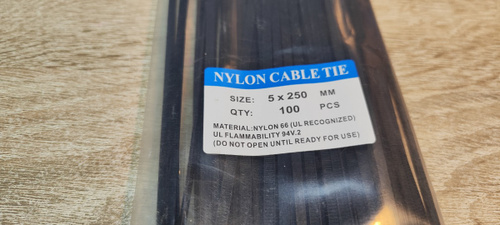 NYLON CABLE TIE
SIZE: 5 x 250 MM
QTY: 100 PCS
MATERIAL:NYLON 66 (UL RECOGNIZED)
UL FLAMMABILITY 94V.2
(DO NOT OPEN UNTIL READY FOR USE)